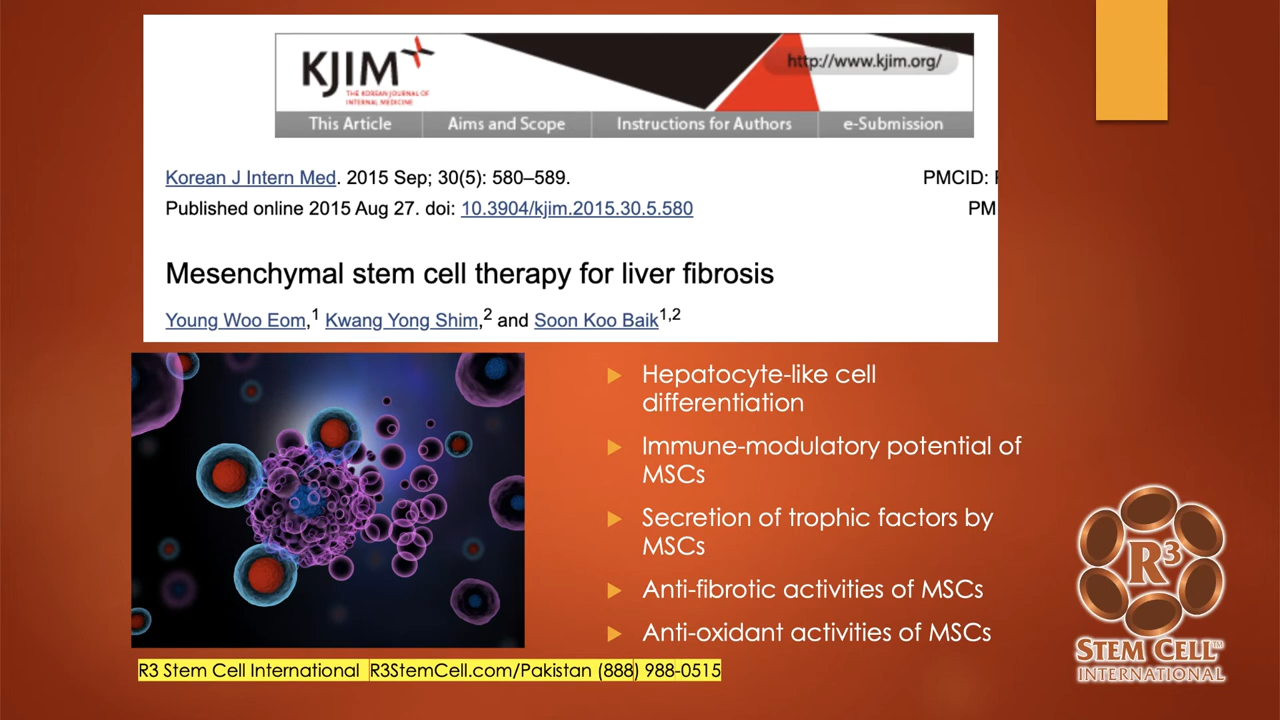 KJIM
THE KOREAN JOURNAL OF
INTERNAL MEDICINE
http://www.kjim.org/
This Article Aims and Scope Instructions for Authors e-Submission
Korean J Intern Med. 2015 Sep; 30(5): 580–589. PMCID:
Published online 2015 Aug 27. doi: 10.3904/kjim.2015.30.5.580 PM
Mesenchymal stem cell therapy for liver fibrosis
Young Woo Eom,1 Kwang Yong Shim,2 and Soon Koo Baik1,2
Hepatocyte-like cell
differentiation
Immune-modulatory potential of
MSCs
Secretion of trophic factors by
MSCs
Anti-fibrotic activities of MSCs
Anti-oxidant activities of MSCs
R3 Stem Cell International R3StemCell.com/Pakistan (888) 988-0515
R3
STEM CELL™
INTERNATIONAL